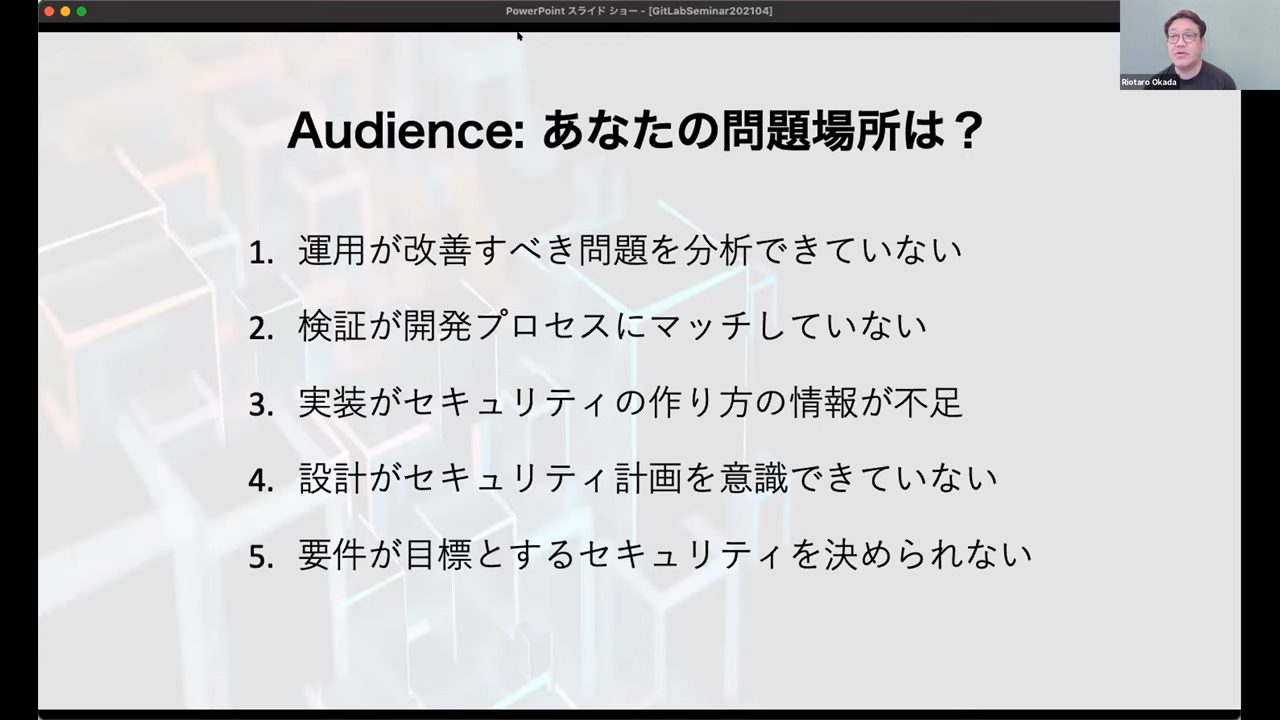 PowerPoint スライド ショー - [GitLabSeminar202104]
Riotaro Okada
Audience: あなたの問題場所は？
1. 運用が改善すべき問題を分析できていない
2. 検証が開発プロセスにマッチしていない
3. 実装がセキュリティの作り方の情報が不足
4. 設計がセキュリティ計画を意識できていない
5. 要件が目標とするセキュリティを決められない